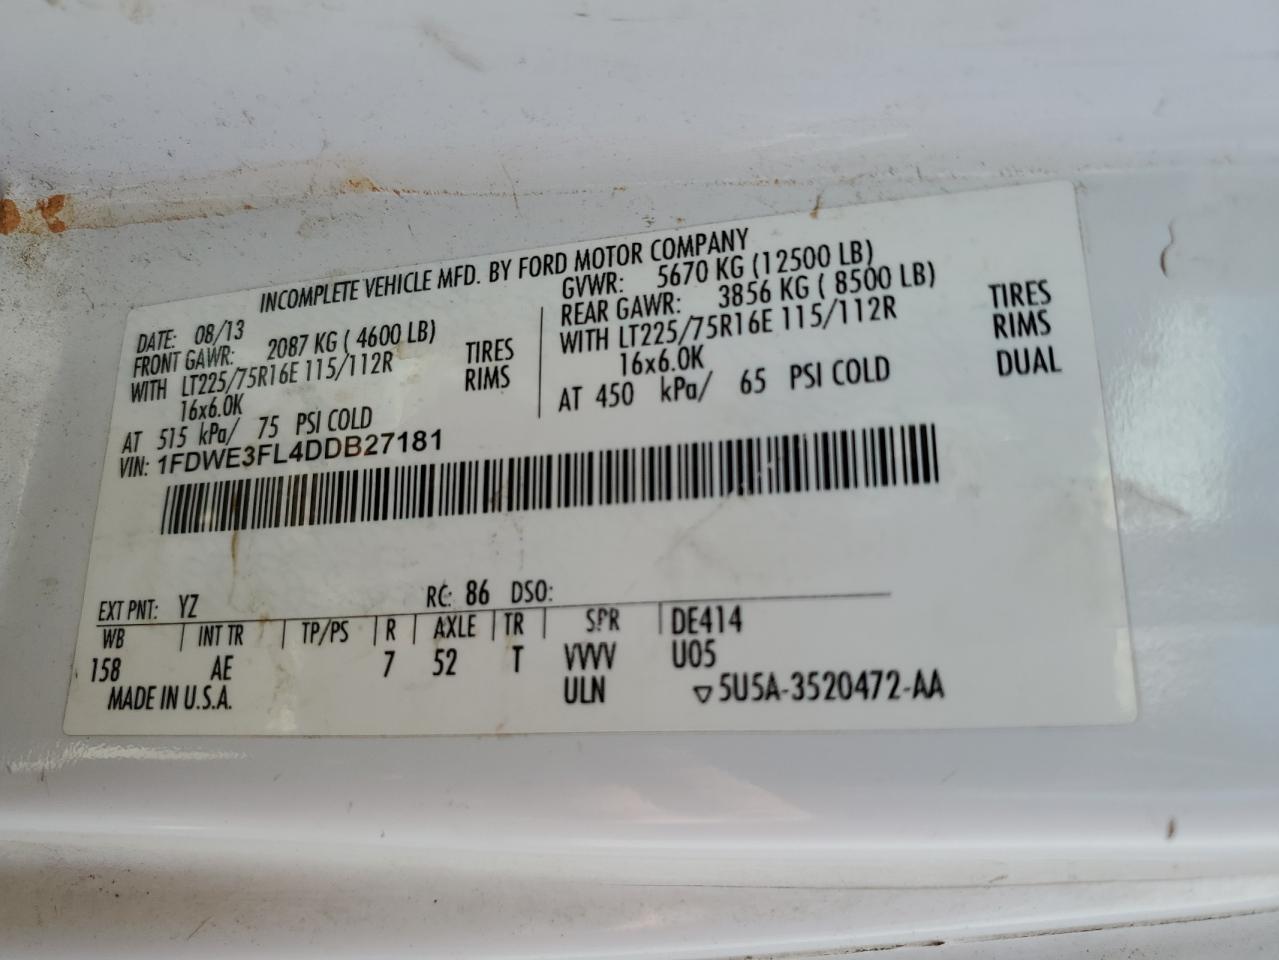 INCOMPLETE VEHICLE MFD. BY FORD MOTOR COMPANY
DATE: 08/13
FRONT GAWR: 2087 KG ( 4600 LB)
WITH LT225/75R16E 115/112R TIRES
16x6.0K RIMS
AT 515 kPa/ 75 PSI COLD
GVWR: 5670 KG (12500 LB)
REAR GAWR: 3856 KG ( 8500 LB)
WITH LT225/75R16E 115/112R TIRES
16x6.0K RIMS
AT 450 kPa/ 65 PSI COLD DUAL
VIN: 1FDWE3FL4DDB27181
EXT PNT: YZ RC: 86 DSO:
WB INT TR TP/PS R AXLE TR SPR DE414
158 AE 7 52 T VVVV U05
MADE IN U.S.A. ULN ▽5U5A-3520472-AA